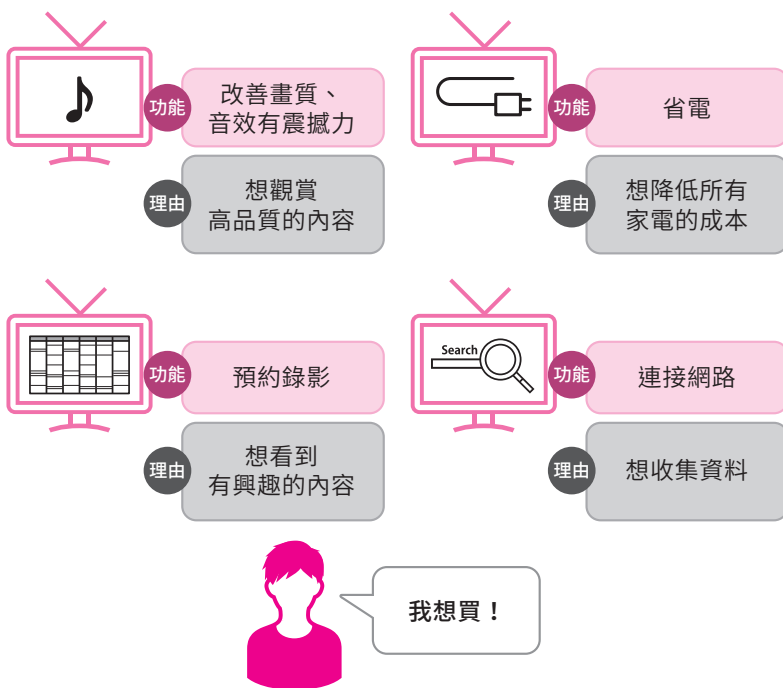 功能
改善畫質、
音效有震撼力
理由
想觀賞
高品質的內容
功能
省電
理由
想降低所有
家電的成本
功能
預約錄影
理由
想看到
有興趣的內容
Search
功能
連接網路
理由
想收集資料
我想買！